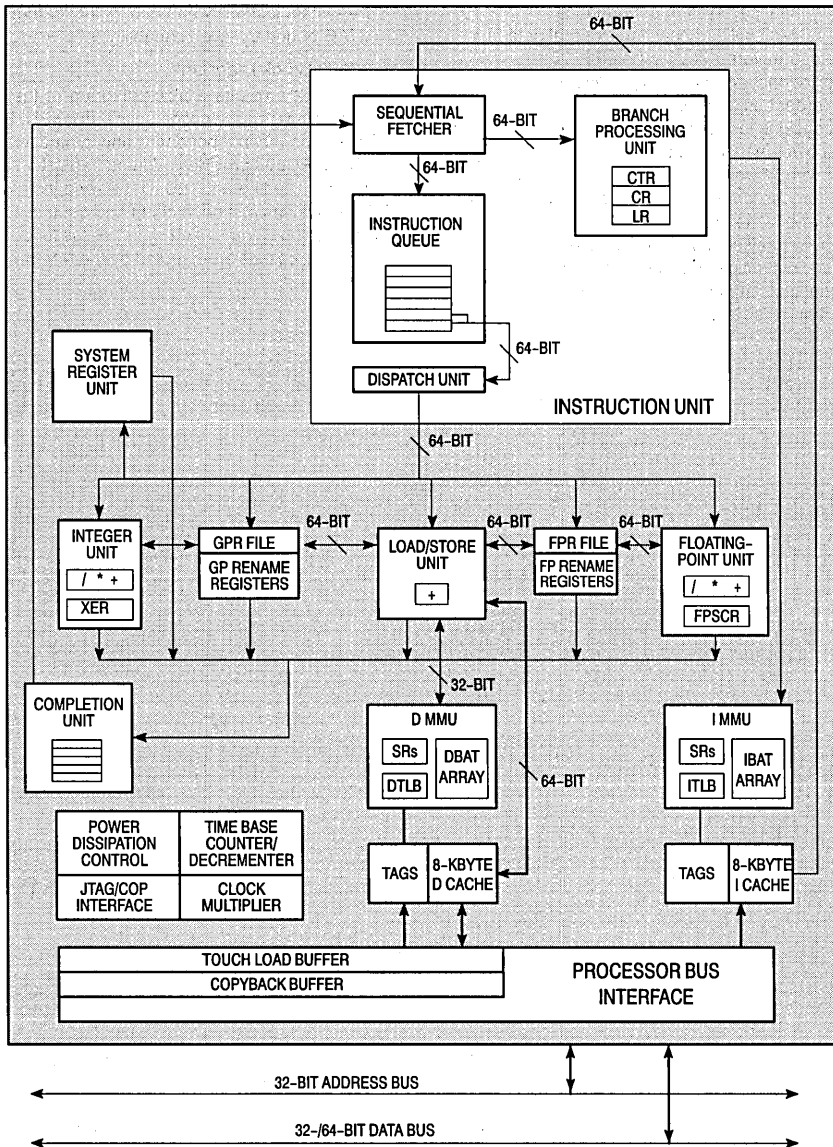 64-BIT
SEQUENTIAL
FETCHER
64-BIT
BRANCH
PROCESSING
UNIT
CTR
CR
LR
64-BIT
INSTRUCTION
QUEUE
64-BIT
DISPATCH UNIT
INSTRUCTION UNIT
SYSTEM
REGISTER
UNIT
64-BIT
INTEGER
UNIT
/ * +
XER
GPR FILE
GP RENAME
REGISTERS
64-BIT
LOAD/STORE
UNIT
+
64-BIT
FPR FILE
FP RENAME
REGISTERS
64-BIT
FLOATING-
POINT UNIT
/ * +
FPSCR
32-BIT
COMPLETION
UNIT
D MMU
SRs
DTLB
DBAT
ARRAY
64-BIT
I MMU
SRs
ITLB
IBAT
ARRAY
POWER
DISSIPATION
CONTROL
TIME BASE
COUNTER/
DECREMENTER
JTAG/COP
INTERFACE
CLOCK
MULTIPLIER
TAGS
8-KBYTE
D CACHE
TAGS
8-KBYTE
I CACHE
TOUCH LOAD BUFFER
COPYBACK BUFFER
PROCESSOR BUS
INTERFACE
32-BIT ADDRESS BUS
32-/64-BIT DATA BUS